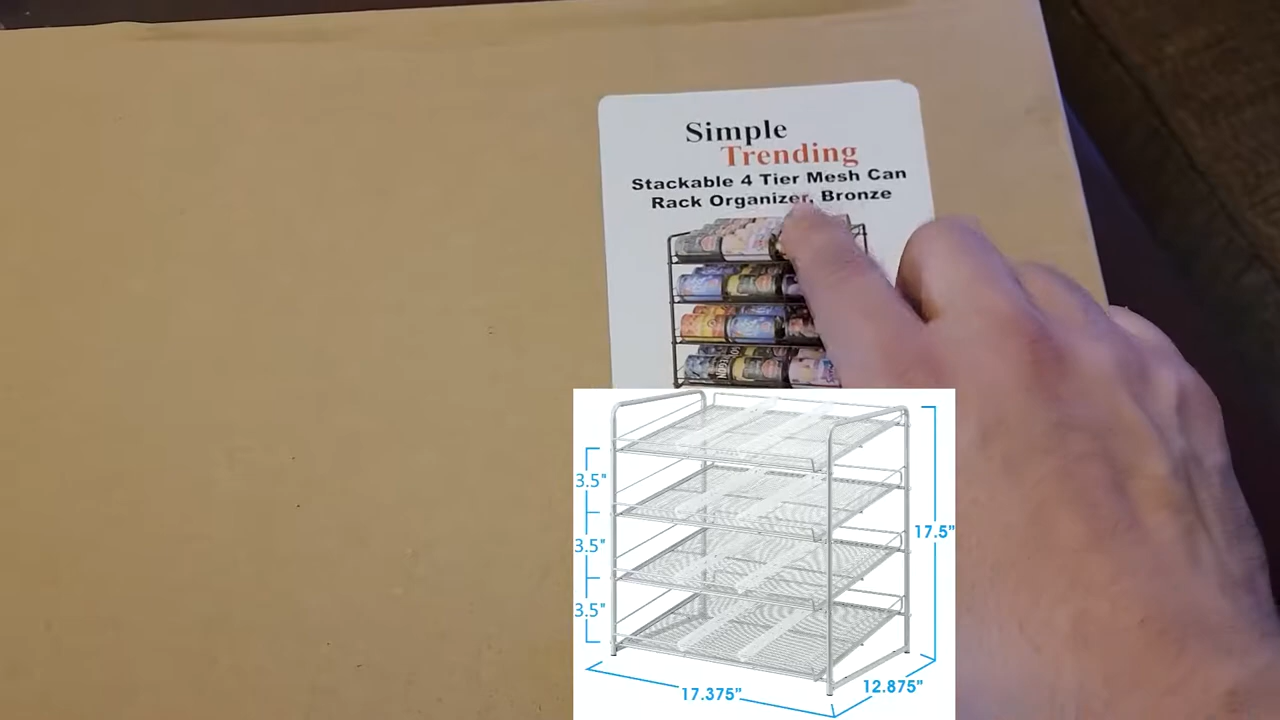 Simple
Trending
Stackable 4 Tier Mesh Can
Rack Organizer, Bronze
3.5"
3.5"
3.5"
17.5"
17.375"
12.875"